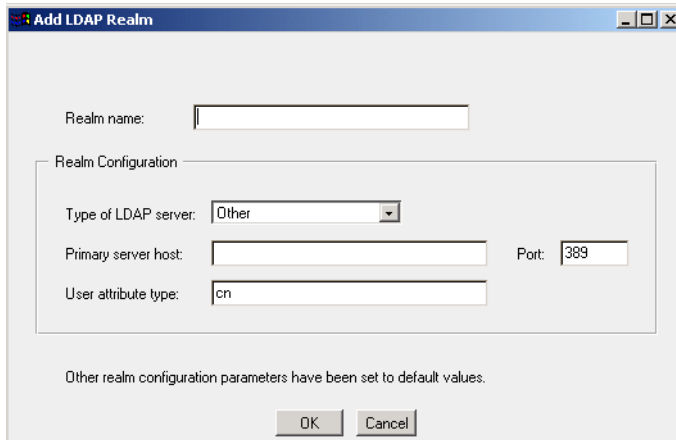 Add LDAP Realm
Realm name:
Realm Configuration
Type of LDAP server: Other
Primary server host: Port: 389
User attribute type: cn
Other realm configuration parameters have been set to default values.
OK Cancel